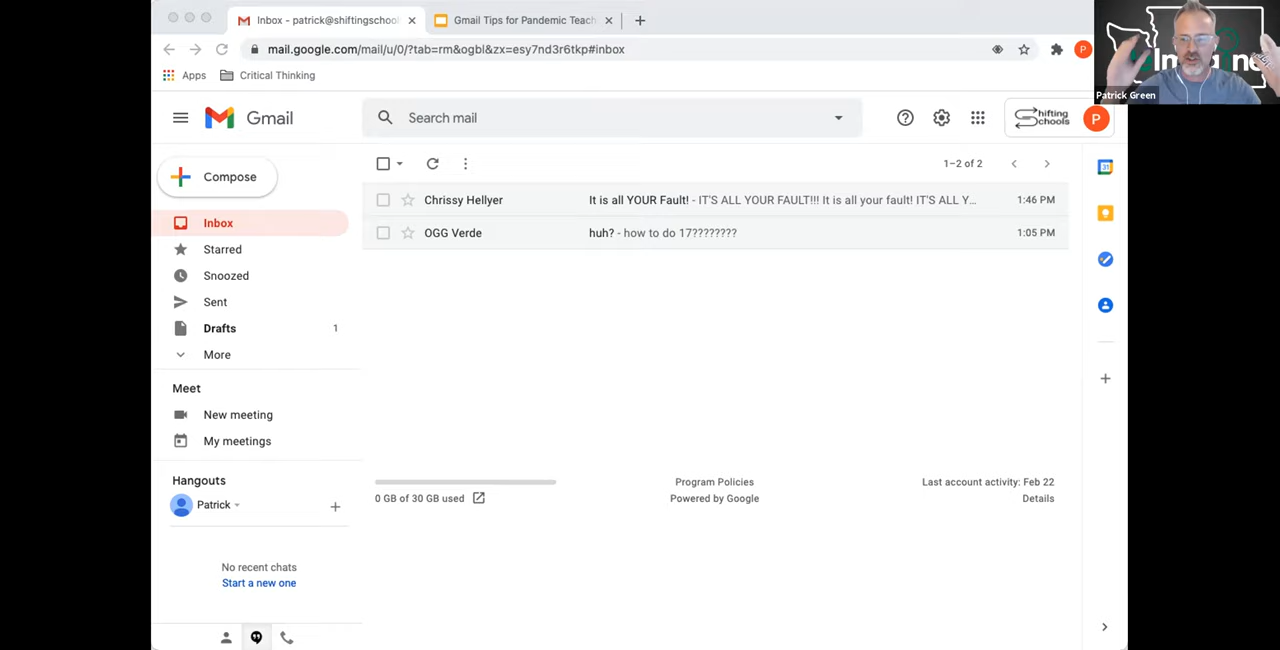 Inbox - patrick@shiftingschool
Gmail Tips for Pandemic Teach
mail.google.com/mail/u/0/?tab=rm&ogbl&zx=esy7nd3r6tkp#inbox
P
Apps
Critical Thinking
Patrick Green
Gmail
Search mail
Shifting
Schools
P
Compose
1–2 of 2
Chrissy Hellyer
It is all YOUR Fault! - IT'S ALL YOUR FAULT!!! It is all your fault! IT'S ALL Y...
1:46 PM
OGG Verde
huh? - how to do 17????????
1:05 PM
Inbox
Starred
Snoozed
Sent
Drafts
1
More
Meet
New meeting
My meetings
Hangouts
Patrick
No recent chats
Start a new one
0 GB of 30 GB used
Program Policies
Powered by Google
Last account activity: Feb 22
Details
31